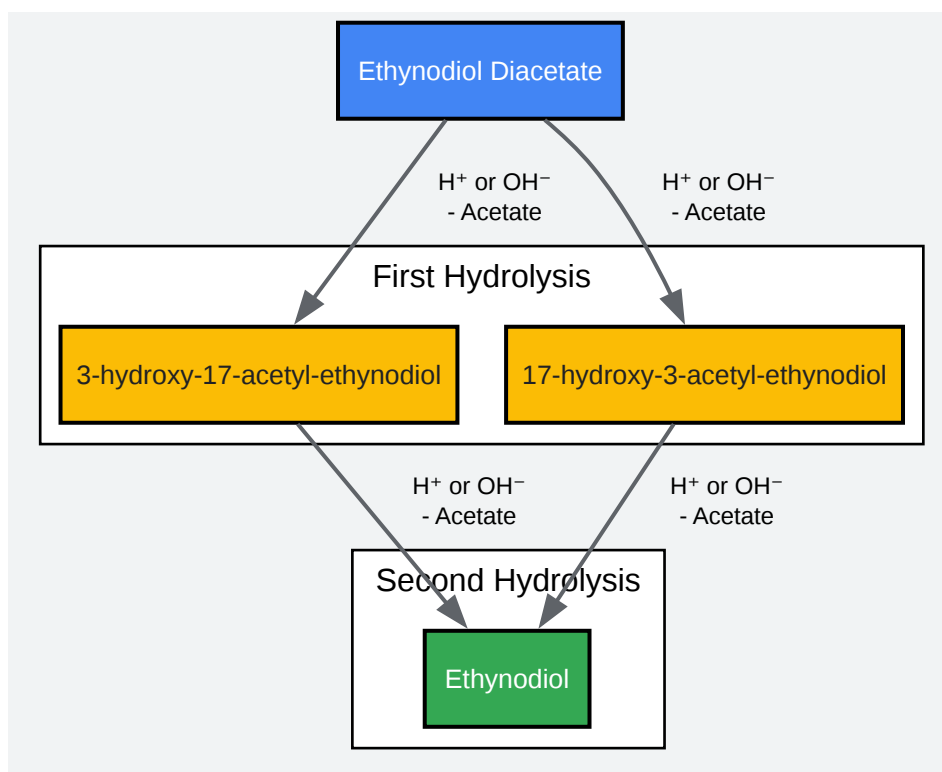 Ethynodiol Diacetate
H⁺ or OH⁻
- Acetate
H⁺ or OH⁻
- Acetate
First Hydrolysis
3-hydroxy-17-acetyl-ethynodiol
17-hydroxy-3-acetyl-ethynodiol
H⁺ or OH⁻
- Acetate
H⁺ or OH⁻
- Acetate
Second Hydrolysis
Ethynodiol